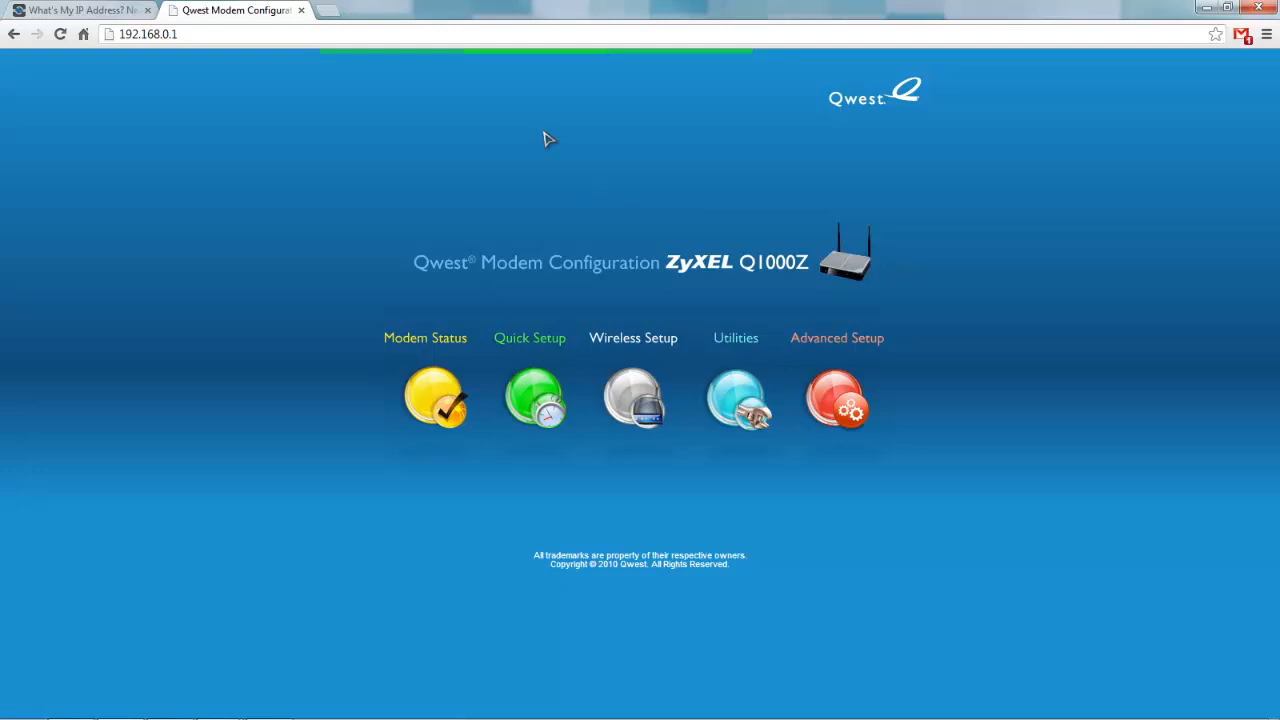 What's My IP Address? Ne
Qwest Modem Configurat
192.168.0.1
Qwest.
Qwest® Modem Configuration ZyXEL Q1000Z
Modem Status Quick Setup Wireless Setup Utilities Advanced Setup
All trademarks are property of their respective owners.
Copyright © 2010 Qwest. All Rights Reserved.